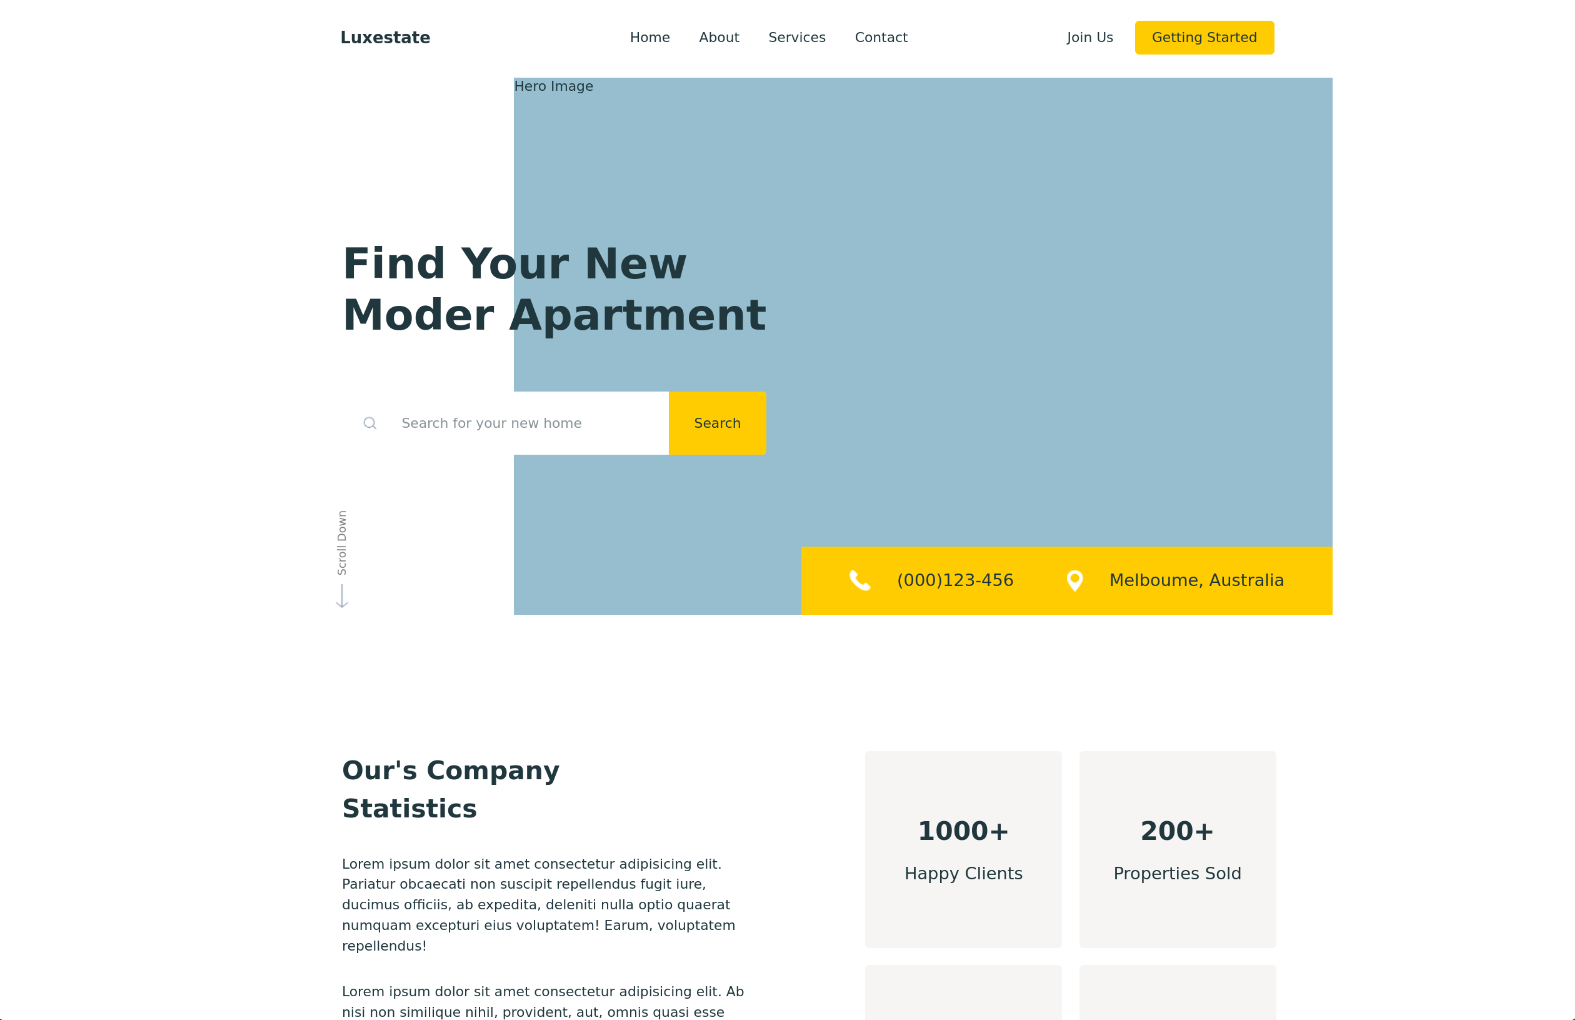 Luxestate
Home About Services Contact
Join Us
Getting Started
Hero Image
Find Your New
Moder Apartment
Search for your new home
Search
Scroll Down
(000)123-456
Melboume, Australia
Our's Company
Statistics
Lorem ipsum dolor sit amet consectetur adipisicing elit.
Pariatur obcaecati non suscipit repellendus fugit iure,
ducimus officiis, ab expedita, deleniti nulla optio quaerat
numquam excepturi eius voluptatem! Earum, voluptatem
repellendus!
Lorem ipsum dolor sit amet consectetur adipisicing elit. Ab
nisi non similique nihil, provident, aut, omnis quasi esse
1000+
Happy Clients
200+
Properties Sold